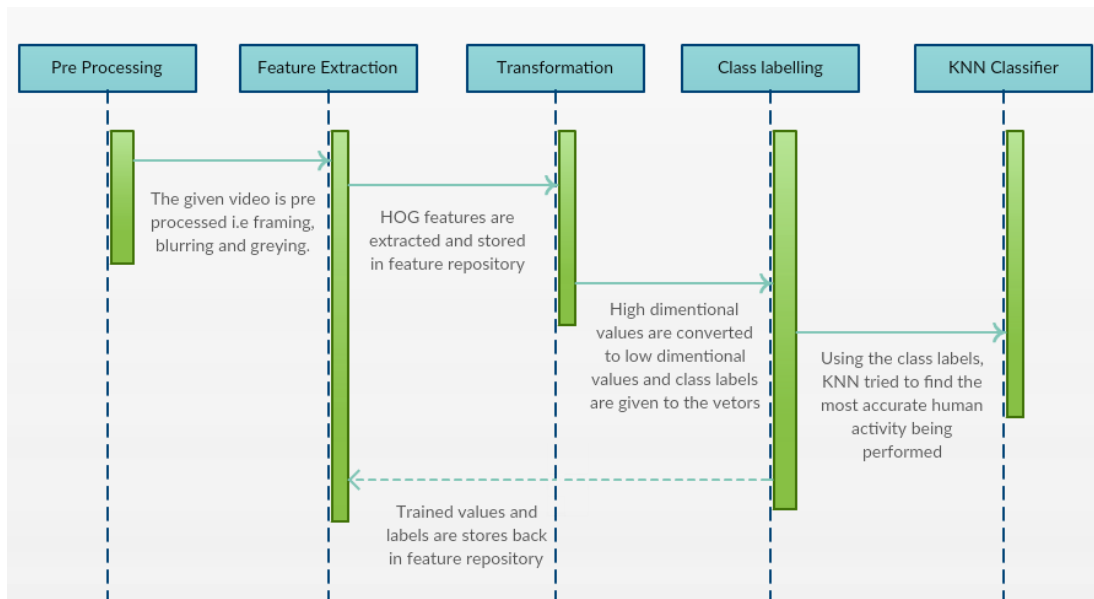 Pre Processing
Feature Extraction
Transformation
Class labelling
KNN Classifier
The given video is pre
processed i.e framing,
blurring and greying.
HOG features are
extracted and stored
in feature repository
High dimentional
values are converted
to low dimentional
values and class labels
are given to the vetors
Using the class labels,
KNN tried to find the
most accurate human
activity being
performed
Trained values and
labels are stores back
in feature repository